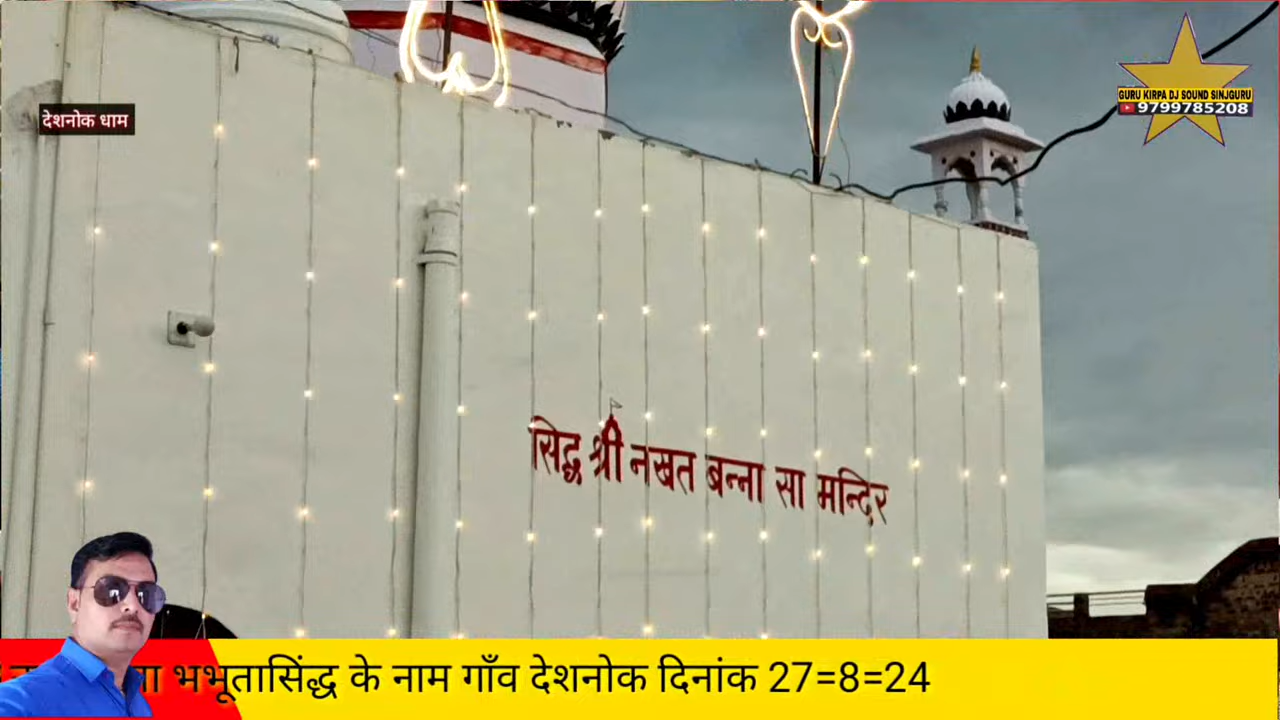 GURU KIRPA DJ SOUND SINJGURU
9799785208
देशनोक धाम
सिद्ध श्री नखत बन्ना सा मन्दिर
भभूतासिंद्ध के नाम गाँव देशनोक दिनांक 27=8=24